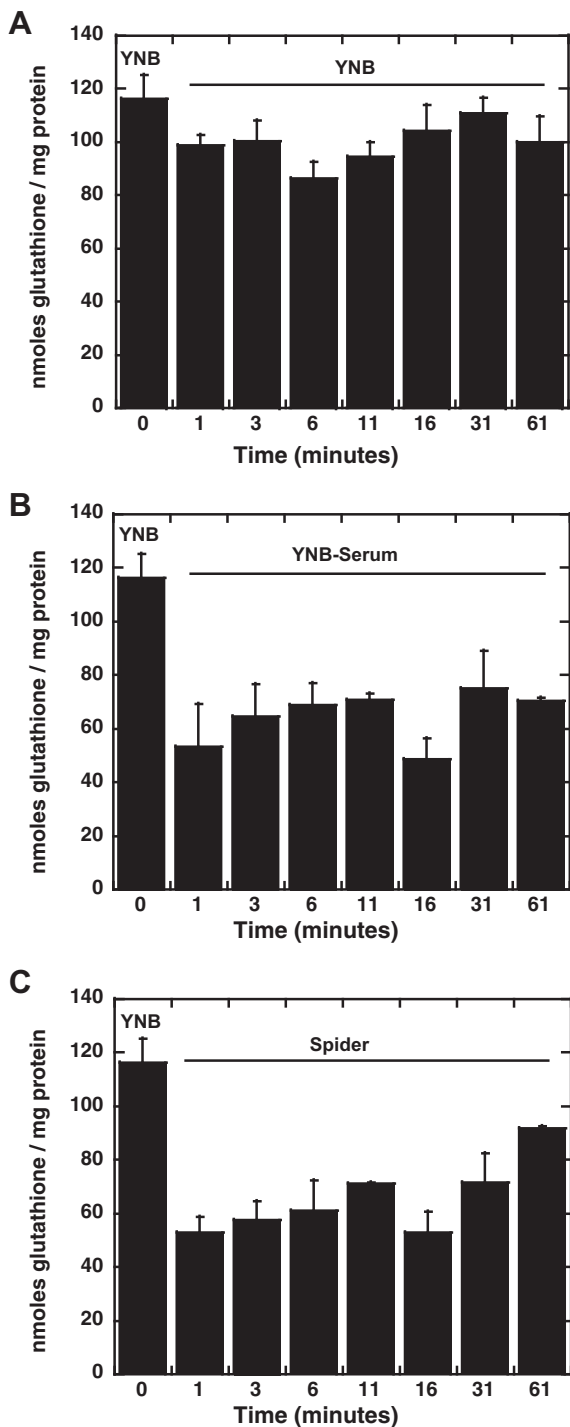 A
140
YNB
YNB
120
100
80
60
40
20
0
nmoles glutathione / mg protein
0 1 3 6 11 16 31 61
Time (minutes)
B
140
YNB
YNB-Serum
120
100
80
60
40
20
0
nmoles glutathione / mg protein
0 1 3 6 11 16 31 61
Time (minutes)
C
140
YNB
Spider
120
100
80
60
40
20
0
nmoles glutathione / mg protein
0 1 3 6 11 16 31 61
Time (minutes)